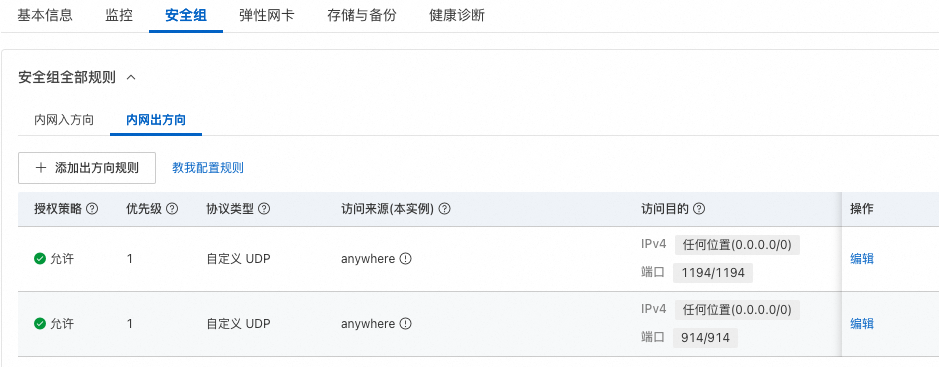 基本信息 监控 安全组 弹性网卡 存储与备份 健康诊断
安全组全部规则
内网入方向 内网出方向
添加出方向规则 教我配置规则
授权策略 优先级 协议类型 访问来源(本实例) 访问目的 操作
允许 1 自定义 UDP anywhere IPv4 任何位置(0.0.0.0/0) 编辑
端口 1194/1194
允许 1 自定义 UDP anywhere IPv4 任何位置(0.0.0.0/0) 编辑
端口 914/914